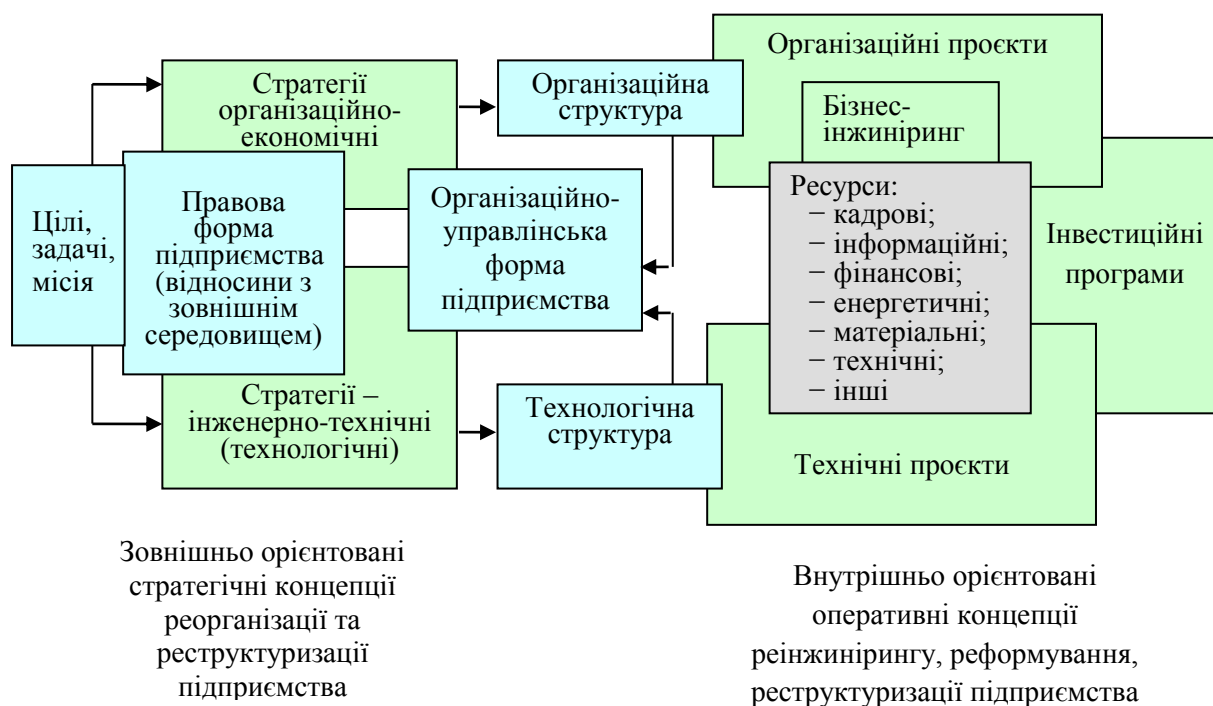 Організаційні проєкти
Стратегії
організаційно-
економічні
Організаційна
структура
Бізнес-
інжиніринг
Цілі,
задачі,
місія
Правова
форма
підприємства
(відносини з
зовнішнім
середовищем)
Організаційно-
управлінська
форма
підприємства
Ресурси:
− кадрові;
− інформаційні;
− фінансові;
− енергетичні;
− матеріальні;
− технічні;
− інші
Інвестиційні
програми
Стратегії –
інженерно-технічні
(технологічні)
Технологічна
структура
Технічні проєкти
Зовнішньо орієнтовані
стратегічні концепції
реорганізації та
реструктуризації
підприємства
Внутрішньо орієнтовані
оперативні концепції
реінжинірингу, реформування,
реструктуризації підприємства